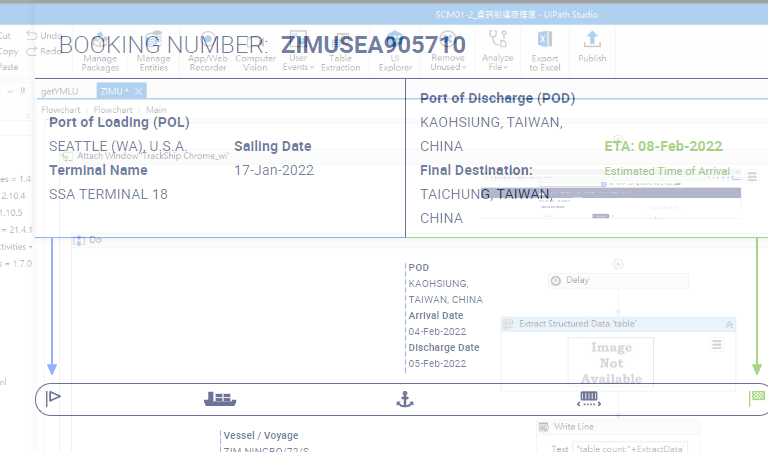 SCM01-2_查詢船運商維度 - UiPath Studio
Cut
Undo
Copy
Redo
Paste
Manage
Packages
Manage
Entities
App/Web
Recorder
Computer
Vision
User
Events
Table
Extraction
UI
Explorer
Remove
Unused
Analyze
File
Export
to Excel
Publish
BOOKING NUMBER: ZIMUSEA905710
getYMLU
ZIMU *
Flowchart > Flowchart > Main
Port of Loading (POL)
SEATTLE (WA), U.S.A.
Sailing Date
Terminal Name
17-Jan-2022
SSA TERMINAL 18
Port of Discharge (POD)
KAOHSIUNG, TAIWAN,
CHINA
ETA: 08-Feb-2022
Final Destination:
Estimated Time of Arrival
TAICHUNG, TAIWAN,
CHINA
Attach Window 'TrackShip Chrome_wi'
es = 1.4.
2.10.4
1.10.5
= 21.4.1
ctivities =
s = 1.7.0
Do
POD
KAOHSIUNG,
TAIWAN, CHINA
Arrival Date
04-Feb-2022
Discharge Date
05-Feb-2022
Delay
Extract Structured Data 'table'
Image
Not
Available
ml
Write Line
Text
"table count:"+ExtractData
Vessel / Voyage
ZIM NINGBO/72/S